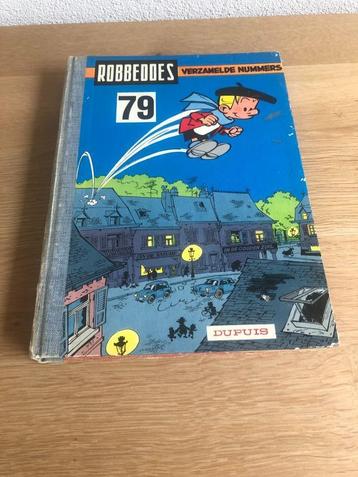 ROBBEDOES
VERZAMELDE NUMMERS
79
DUPUIS